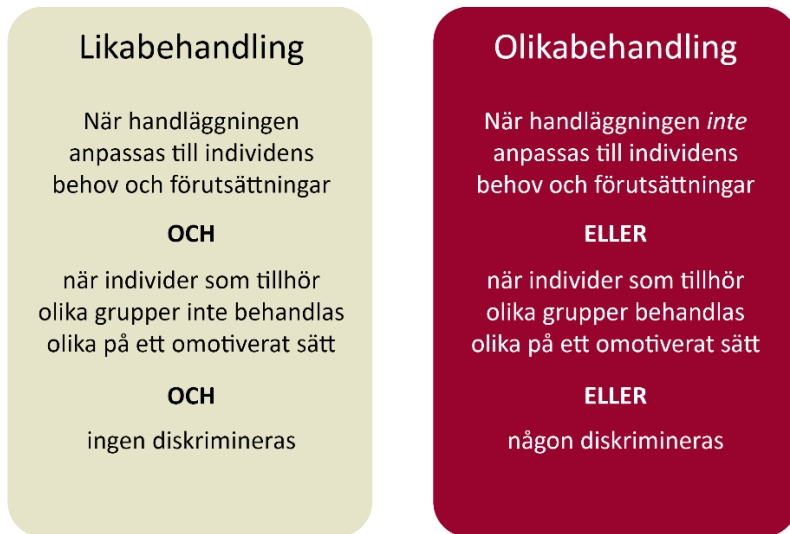 Likabehandling
När handläggningen
anpassas till individens
behov och förutsättningar
OCH
när individer som tillhör
olika grupper inte behandlas
olika på ett omotiverat sätt
OCH
ingen diskrimineras
Olikabehandling
När handläggningen inte
anpassas till individens
behov och förutsättningar
ELLER
när individer som tillhör
olika grupper behandlas
olika på ett omotiverat sätt
ELLER
någon diskrimineras